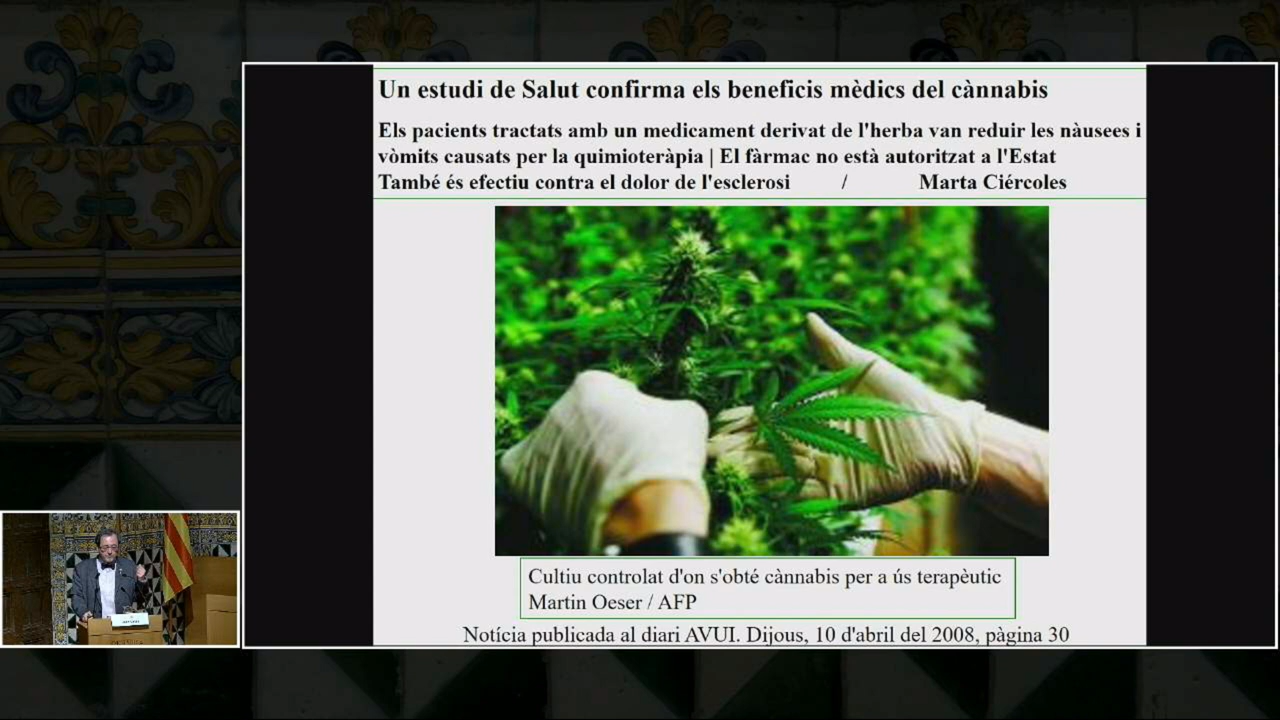 Un estudi de Salut confirma els beneficis mèdics del cànnabis
Els pacients tractats amb un medicament derivat de l'herba van reduir les nàusees i
vòmits causats per la quimioteràpia | El fàrmac no està autoritzat a l'Estat
També és efectiu contra el dolor de l'esclerosi / Marta Ciércoles
Cultiu controlat d'on s'obté cànnabis per a ús terapèutic
Martin Oeser / AFP
Notícia publicada al diari AVUI. Dijous, 10 d'abril del 2008, pàgina 30